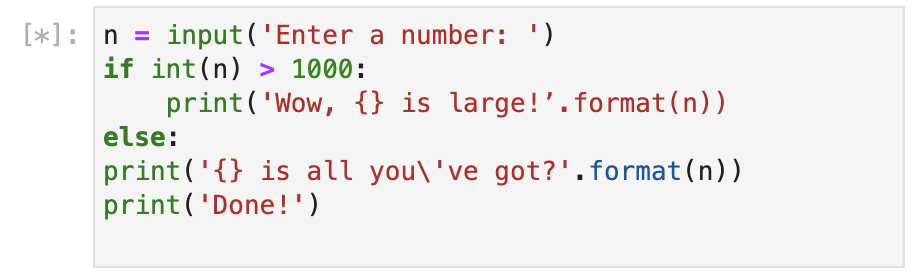 [*]: n = input('Enter a number: ')
if int(n) > 1000:
    print('Wow, {} is large!’.format(n))
else:
print('{} is all you\'ve got?'.format(n))
print('Done!')